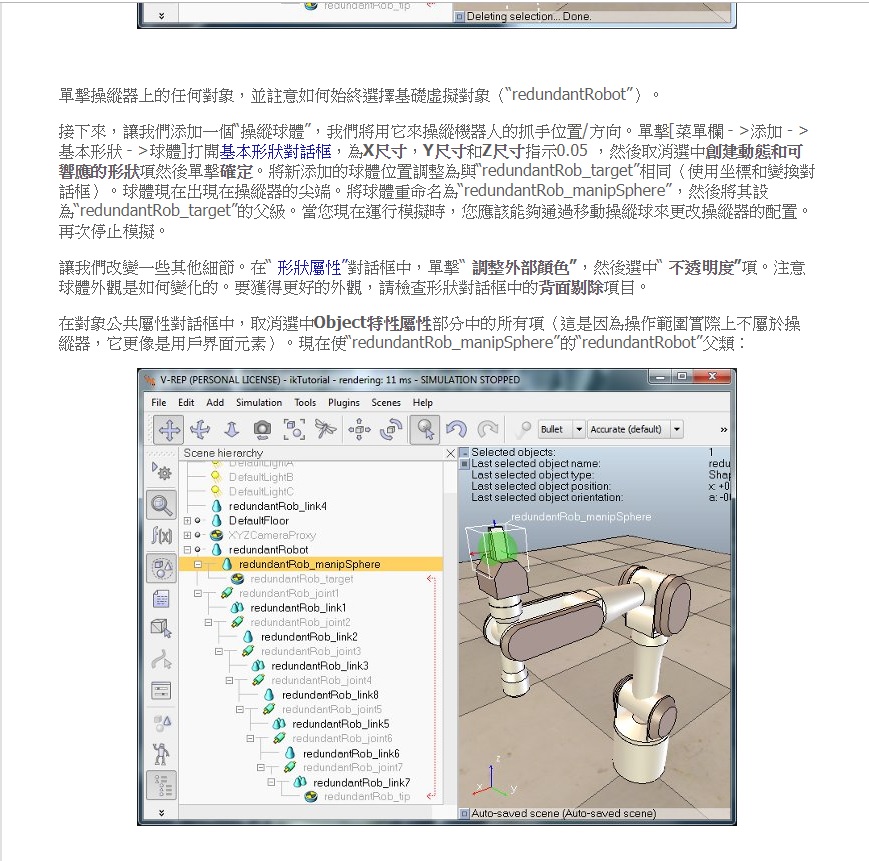 redundantRob_tip
Deleting selection... Done.
單擊操縱器上的任何對象，並註意如何始終選擇基礎虛擬對象（“redundantRobot”）。
接下來，讓我們添加一個“操縱球體”，我們將用它來操縱機器人的抓手位置/方向。單擊[菜單欄 - >添加 - >
基本形狀 - >球體]打開基本形狀對話框，為X尺寸，Y尺寸和Z尺寸指示0.05 ，然後取消選中創建動態和可
響應的形狀項然後單擊確定。將新添加的球體位置調整為與“redundantRob_target”相同（使用坐標和變換對
話框）。球體現在出現在操縱器的尖端。將球體重命名為“redundantRob_manipSphere”，然後將其設
為“redundantRob_target”的父級。當您現在運行模擬時，您應該能夠通過移動操縱球來更改操縱器的配置。
再次停止模擬。
讓我們改變一些其他細節。在“ 形狀屬性”對話框中，單擊“ 調整外部顏色”，然後選中“ 不透明度”項。注意
球體外觀是如何變化的。要獲得更好的外觀，請檢查形狀對話框中的背面剔除項目。
在對象公共屬性對話框中，取消選中Object特性屬性部分中的所有項（這是因為操作範圍實際上不屬於操
縱器，它更像是用戶界面元素）。現在使“redundantRob_manipSphere”的“redundantRobot”父類：
V-REP (PERSONAL LICENSE) - ikTutorial - rendering: 11 ms - SIMULATION STOPPED
File Edit Add Simulation Tools Plugins Scenes Help
Bullet Accurate (default) »
Scene hierarchy
DefaultLightA
DefaultLightB
DefaultLightC
redundantRob_link4
DefaultFloor
XYZCameraProxy
redundantRobot
redundantRob_manipSphere
redundantRob_target
redundantRob_joint1
redundantRob_link1
redundantRob_joint2
redundantRob_link2
redundantRob_joint3
redundantRob_link3
redundantRob_joint4
redundantRob_link8
redundantRob_joint5
redundantRob_link5
redundantRob_joint6
redundantRob_link6
redundantRob_joint7
redundantRob_link7
redundantRob_tip
Selected objects: 1
Last selected object name: redu
Last selected object type: Shap
Last selected object position: x: +0
Last selected object orientation: a: -0
redundantRob_manipSphere
z
x
y
Auto-saved scene (Auto-saved scene)